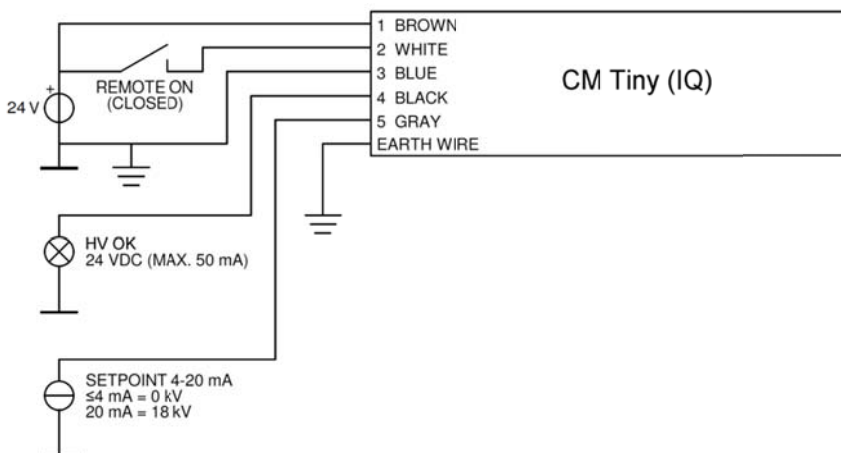 1 BROWN
2 WHITE
3 BLUE
4 BLACK
5 GRAY
EARTH WIRE
CM Tiny (IQ)
REMOTE ON
(CLOSED)
+
24 V
HV OK
24 VDC (MAX. 50 mA)
SETPOINT 4-20 mA
≤4 mA = 0 kV
20 mA = 18 kV